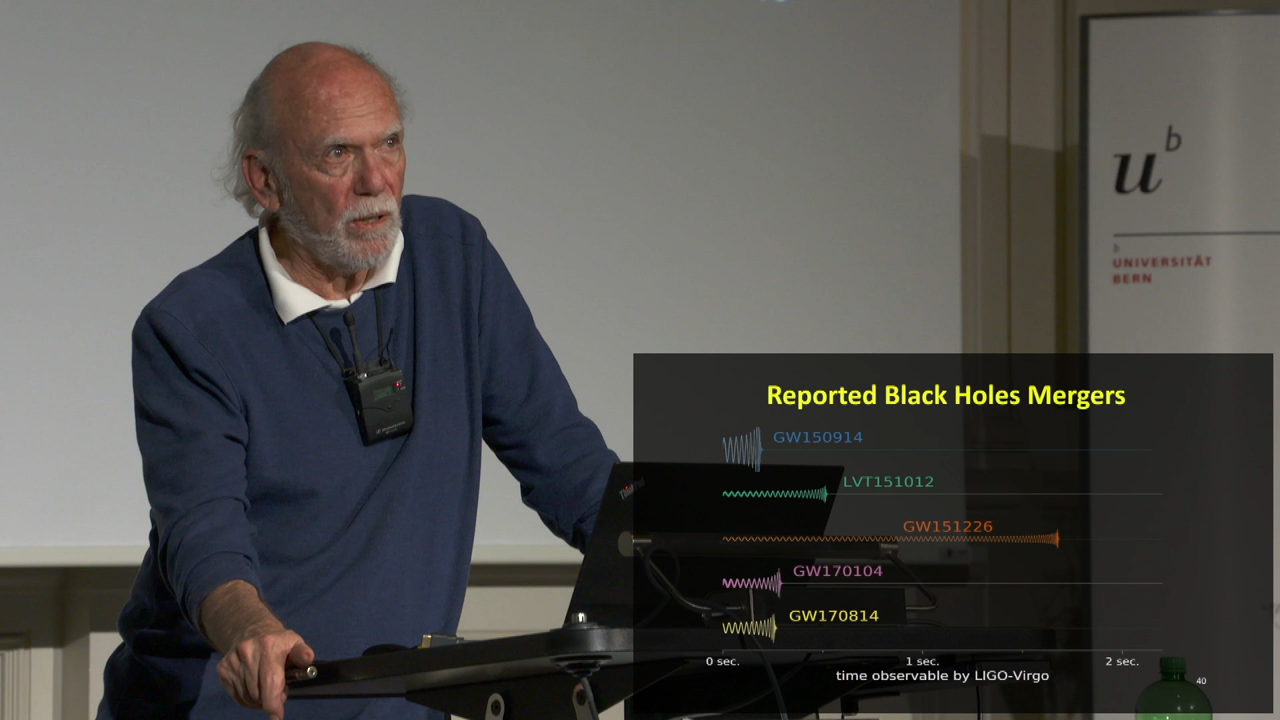 u
b
b
UNIVERSITÄT
BERN
ThinkPad
Reported Black Holes Mergers
GW150914
LVT151012
GW151226
GW170104
GW170814
0 sec. 1 sec. 2 sec.
time observable by LIGO-Virgo
40